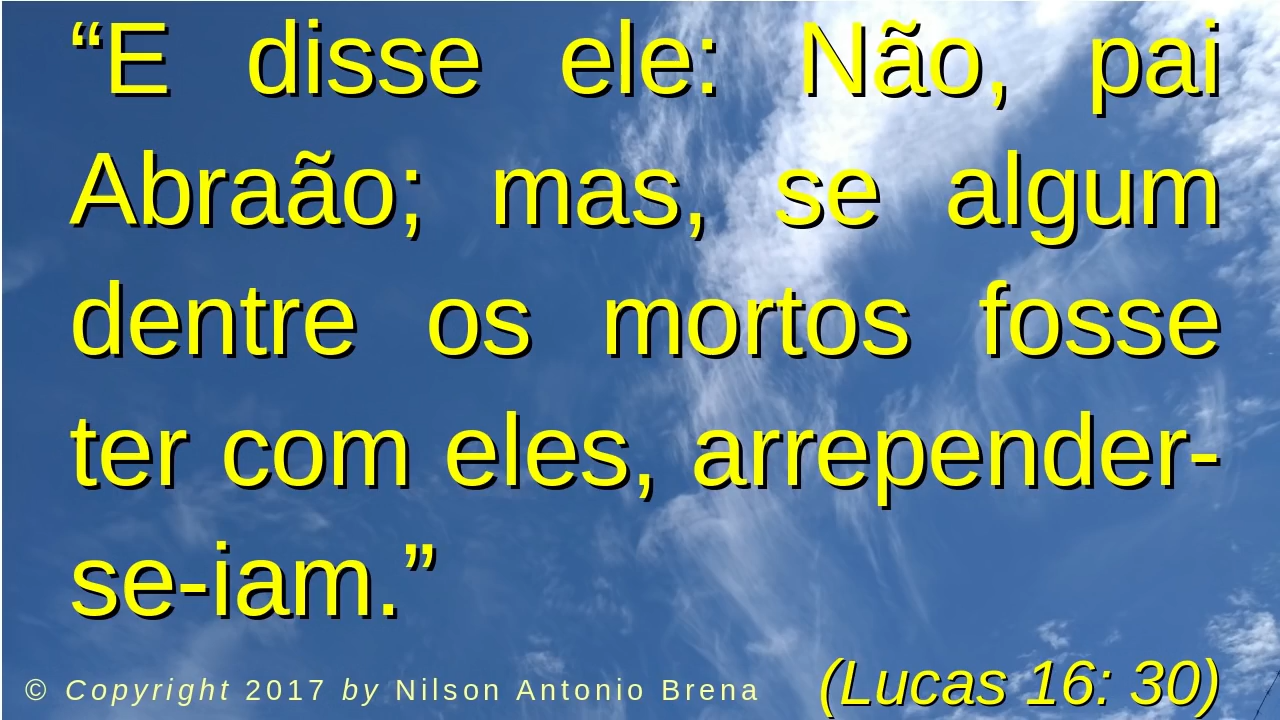 “E disse ele: Não, pai
Abraão; mas, se algum
dentre os mortos fosse
ter com eles, arrepender-
se-iam.”
(Lucas 16: 30)
© Copyright 2017 by Nilson Antonio Brena